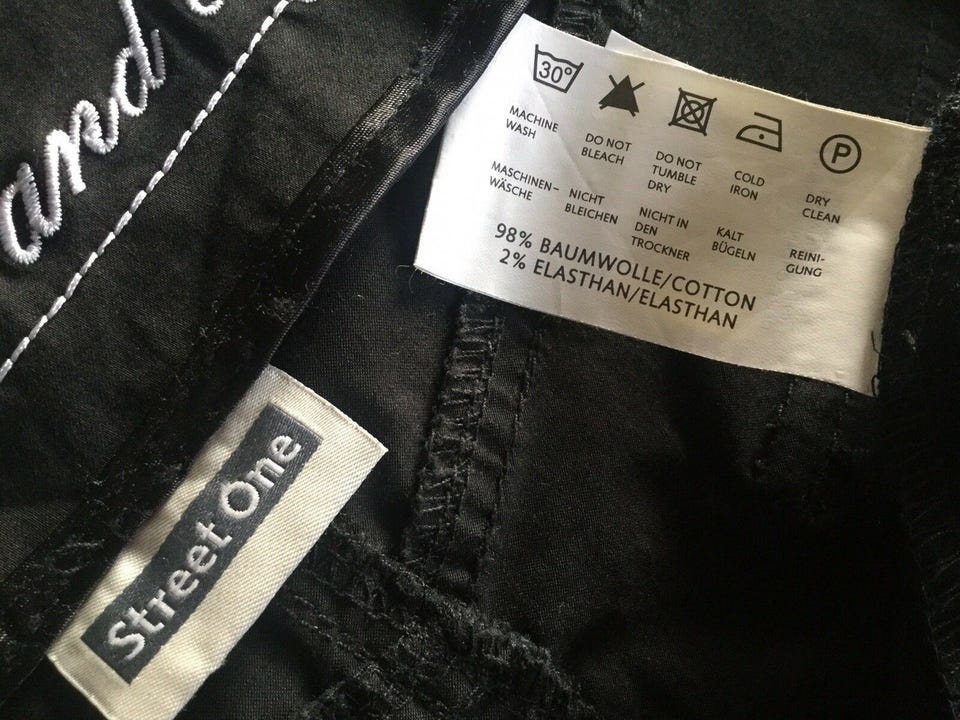 and
30°
P
MACHINE
WASH
DO NOT
BLEACH
DO NOT
TUMBLE
DRY
COLD
IRON
DRY
CLEAN
MASCHINEN-
WÄSCHE
NICHT
BLEICHEN
NICHT IN
DEN
TROCKNER
KALT
BÜGELN
REINI-
GUNG
98% BAUMWOLLE/COTTON
2% ELASTHAN/ELASTHAN
Street One